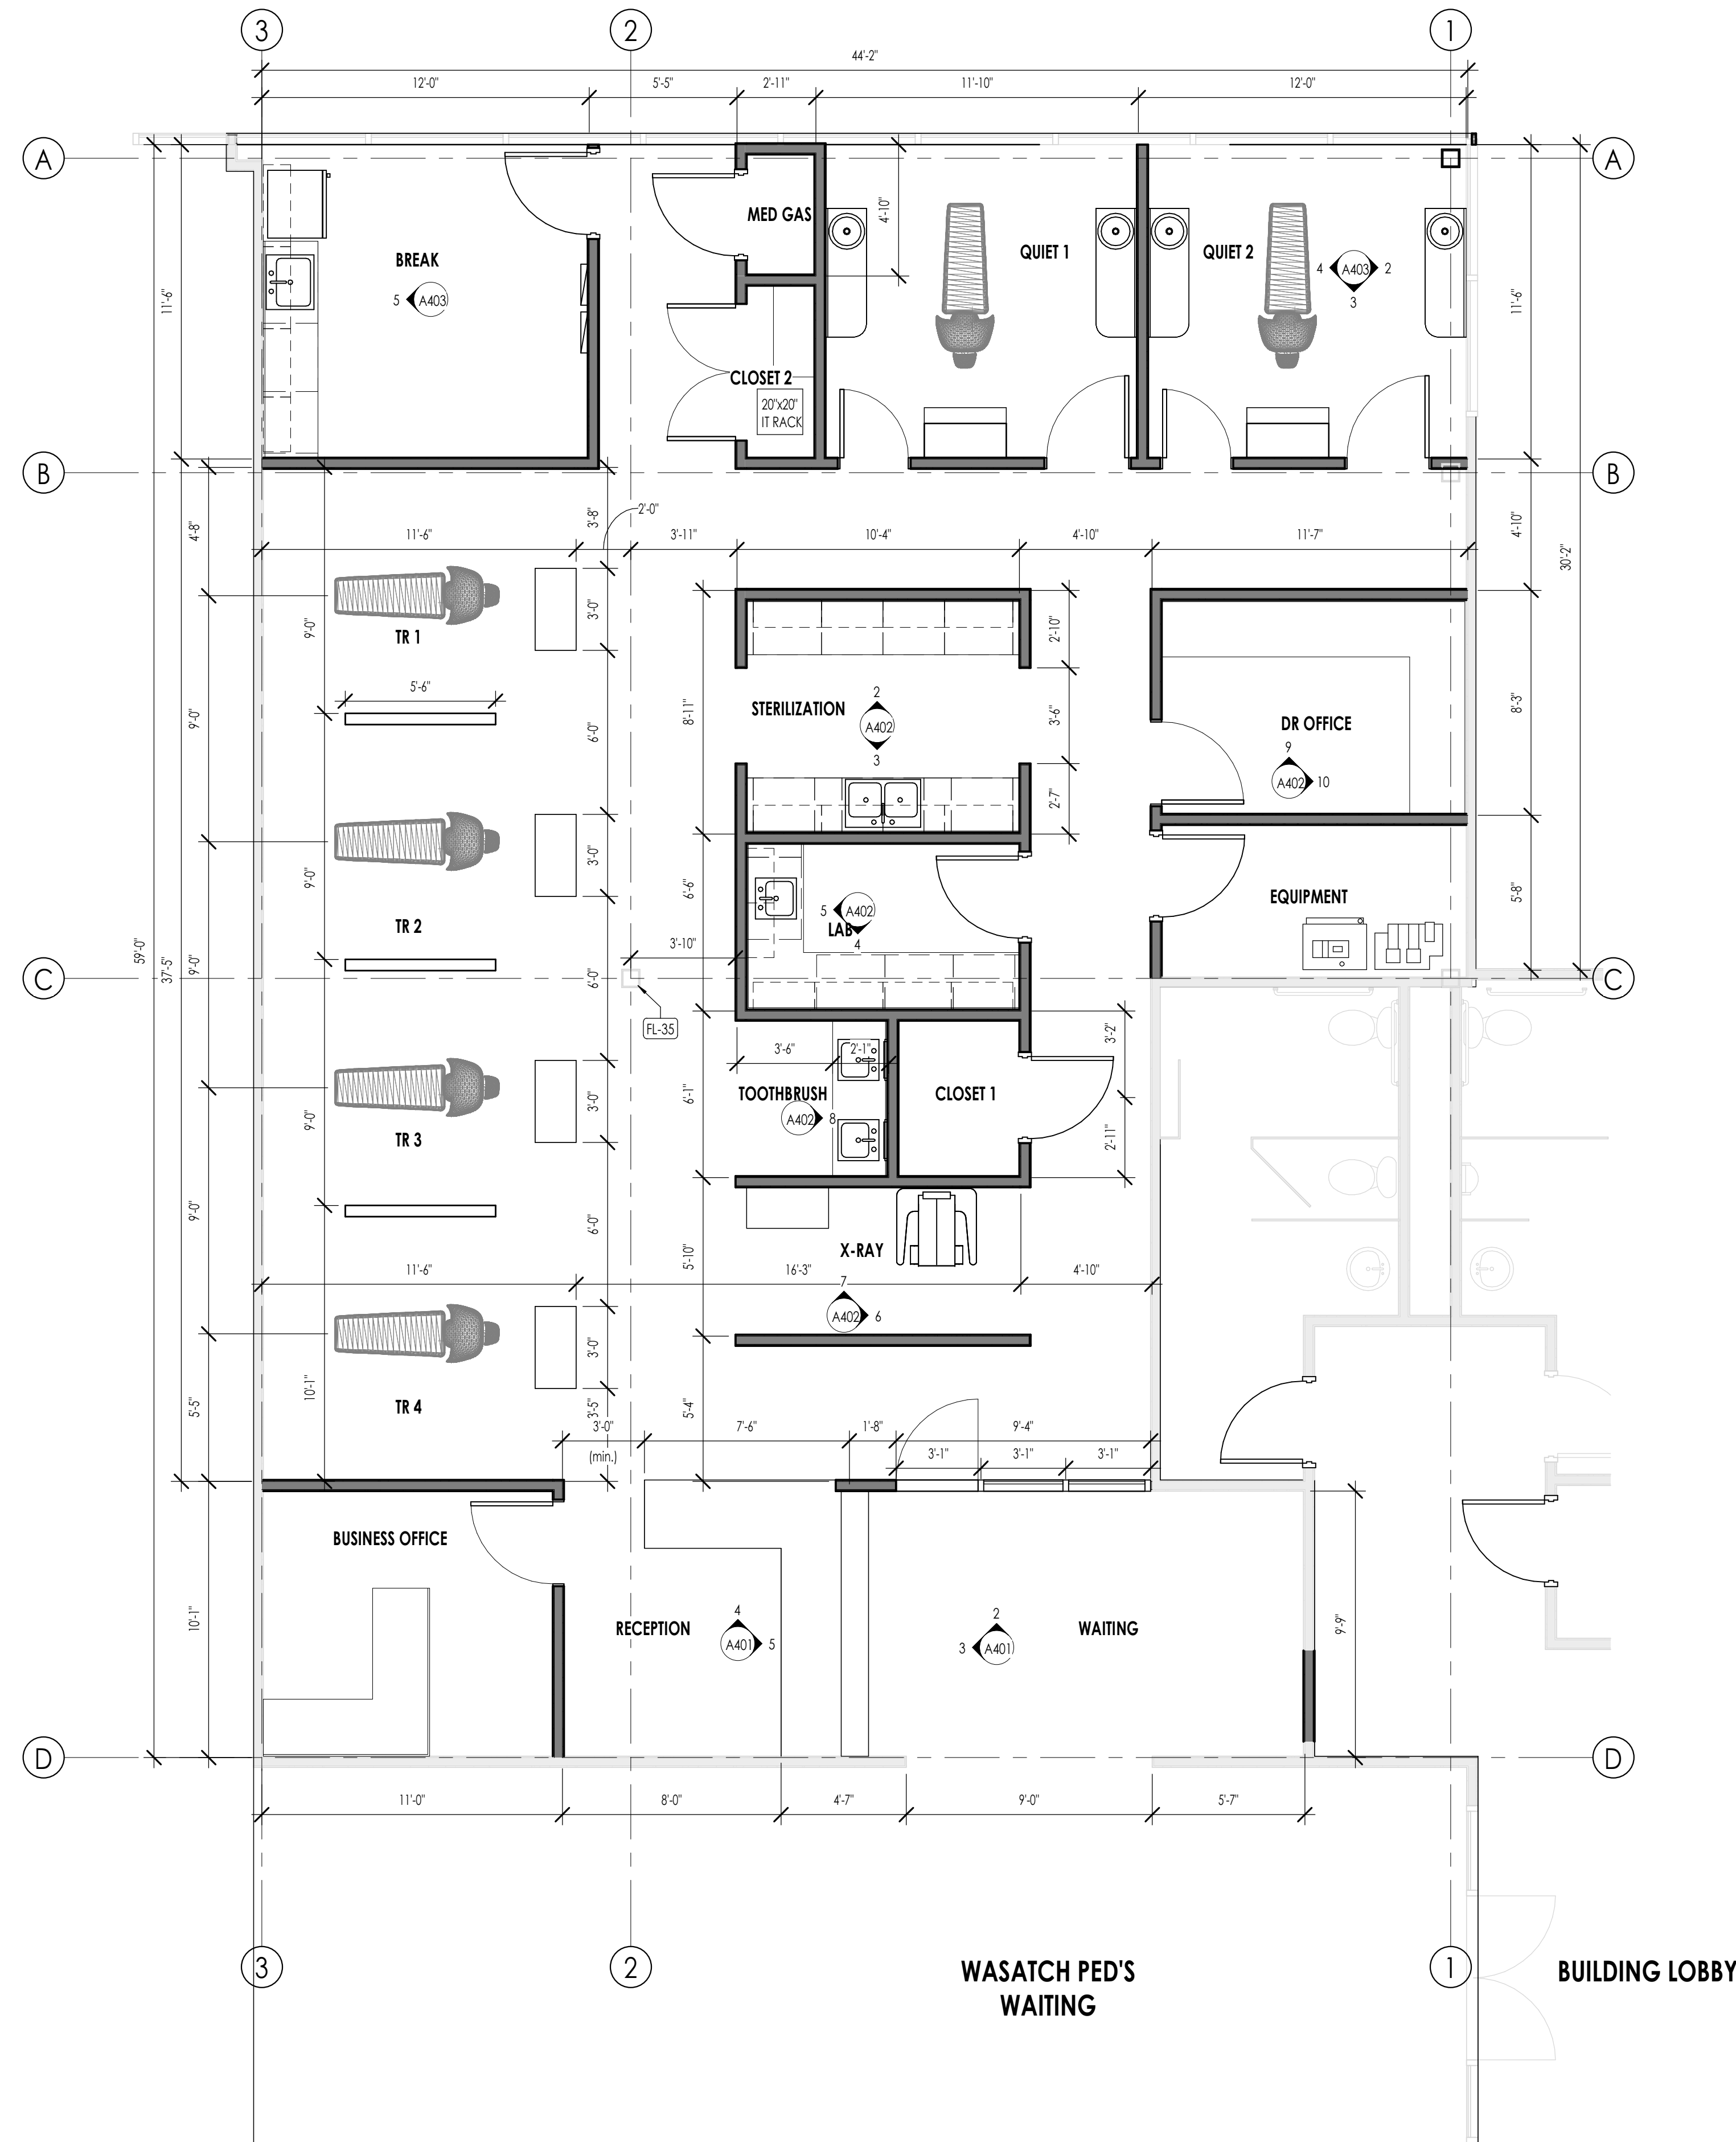 3
2
1
44'-2"
12'-0"
5'-5"
2'-11"
11'-10"
12'-0"
A
A
MED GAS
4'-10"
BREAK
QUIET 1
QUIET 2
5
A403
4
A403
2
3
11'-6"
11'-6"
CLOSET 2
20"x20"
IT RACK
B
B
4'-8"
3'-8"
2'-0"
4'-10"
30'-2"
11'-6"
3'-11"
10'-4"
4'-10"
11'-7"
9'-0"
3'-0"
2'-10"
TR 1
5'-6"
9'-0"
6'-0"
8'-11"
STERILIZATION
2
A402
3
3'-6"
DR OFFICE
9
A402
10
8'-3"
2'-7"
9'-0"
3'-0"
6'-6"
EQUIPMENT
5'-8"
TR 2
5
A402
LAB
4
3'-10"
59'-0"
37'-5"
9'-0"
6'-0"
C
C
FL-35
3'-6"
2'-1"
3'-2"
9'-0"
3'-0"
6'-1"
TOOTHBRUSH
CLOSET 1
A402
8
TR 3
2'-11"
9'-0"
6'-0"
5'-10"
X-RAY
11'-6"
16'-3"
4'-10"
7
A402
6
3'-0"
10'-1"
TR 4
5'-5"
3'-5"
5'-4"
3'-0"
(min.)
7'-6"
1'-8"
9'-4"
3'-1"
3'-1"
3'-1"
BUSINESS OFFICE
10'-1"
RECEPTION
4
A401
5
2
3
A401
WAITING
9'-9"
D
D
11'-0"
8'-0"
4'-7"
9'-0"
5'-7"
3
2
1
WASATCH PED'S
WAITING
BUILDING LOBBY